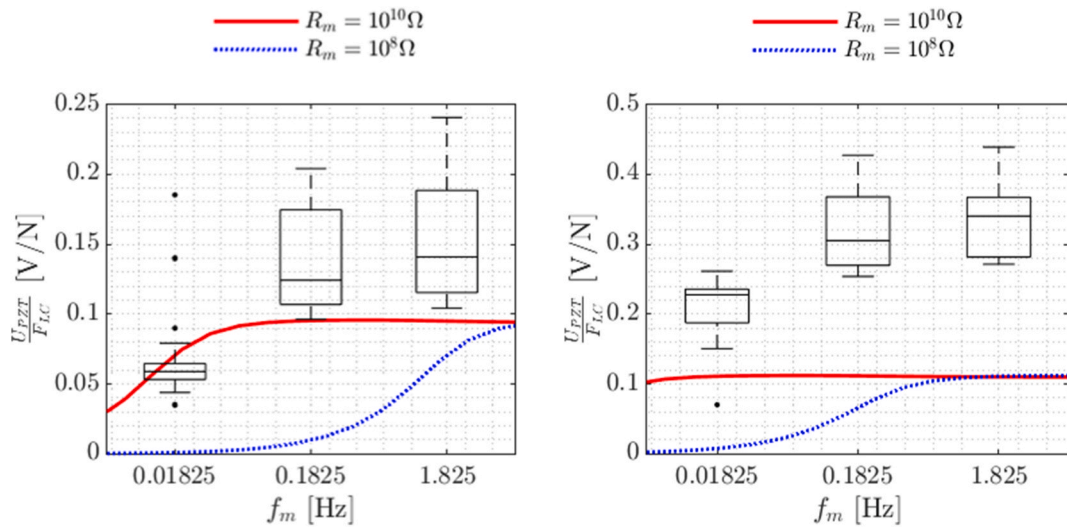 R_m = 10^10 Ω
R_m = 10^8 Ω
0.25
0.2
0.15
0.1
0.05
0
U_PZT/F_LC [V/N]
0.01825 0.1825 1.825
f_m [Hz]
R_m = 10^10 Ω
R_m = 10^8 Ω
0.5
0.4
0.3
0.2
0.1
0
U_PZT/F_LC [V/N]
0.01825 0.1825 1.825
f_m [Hz]